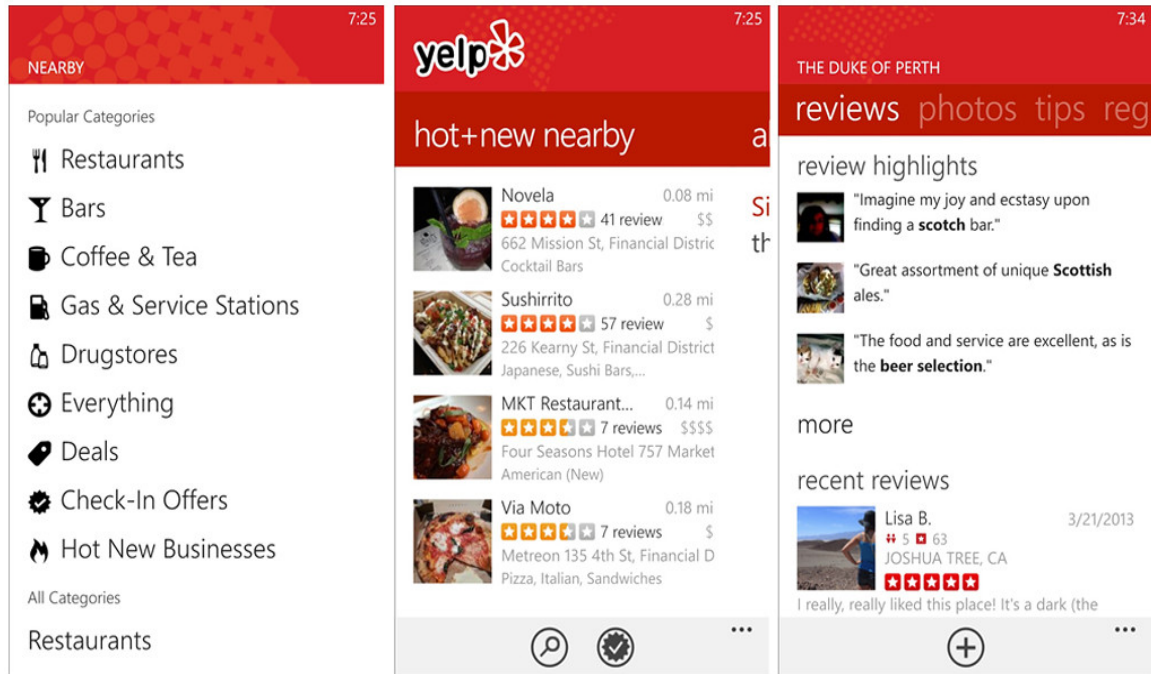 7:25
NEARBY
Popular Categories
Restaurants
Bars
Coffee & Tea
Gas & Service Stations
Drugstores
Everything
Deals
Check-In Offers
Hot New Businesses
All Categories
Restaurants
7:25
yelp
hot+new nearby
al
Novela 0.08 mi
41 review $$
662 Mission St, Financial Distric
Cocktail Bars
Sushirrito 0.28 mi
57 review $
226 Kearny St, Financial District
Japanese, Sushi Bars,...
MKT Restaurant... 0.14 mi
7 reviews $$$$
Four Seasons Hotel 757 Market
American (New)
Via Moto 0.18 mi
7 reviews $
Metreon 135 4th St, Financial D
Pizza, Italian, Sandwiches
Si
th
...
7:34
THE DUKE OF PERTH
reviews photos tips reg
review highlights
"Imagine my joy and ecstasy upon
finding a scotch bar."
"Great assortment of unique Scottish
ales."
"The food and service are excellent, as is
the beer selection."
more
recent reviews
Lisa B. 3/21/2013
5 63
JOSHUA TREE, CA
I really, really liked this place! It's a dark (the
...